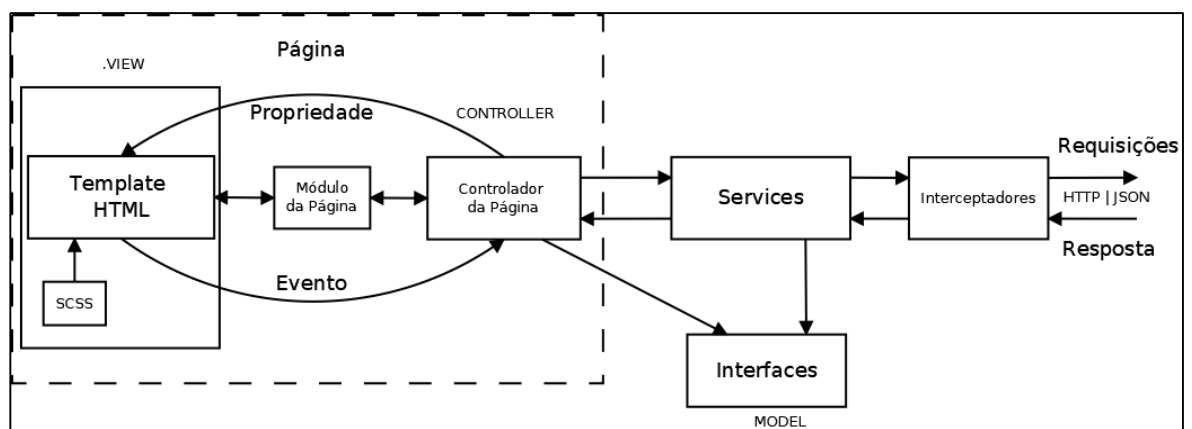 Página
.VIEW
Propriedade
CONTROLLER
Template
HTML
Módulo
da Página
Controlador
da Página
Services
Interceptadores
Requisições
HTTP | JSON
Resposta
SCSS
Evento
Interfaces
MODEL